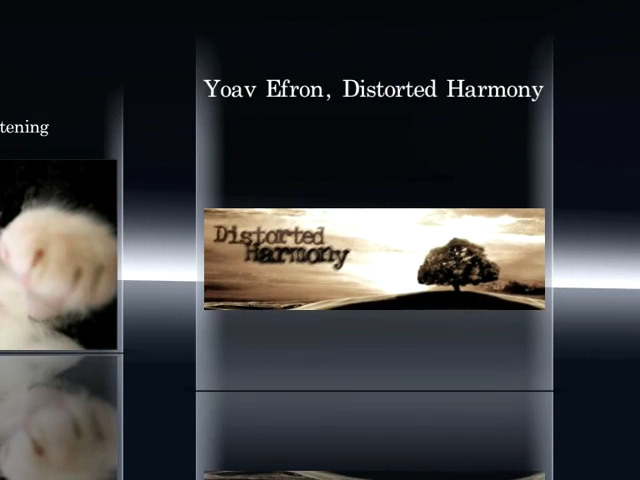 Yoav Efron, Distorted Harmony
tening
Distorted
Harmony